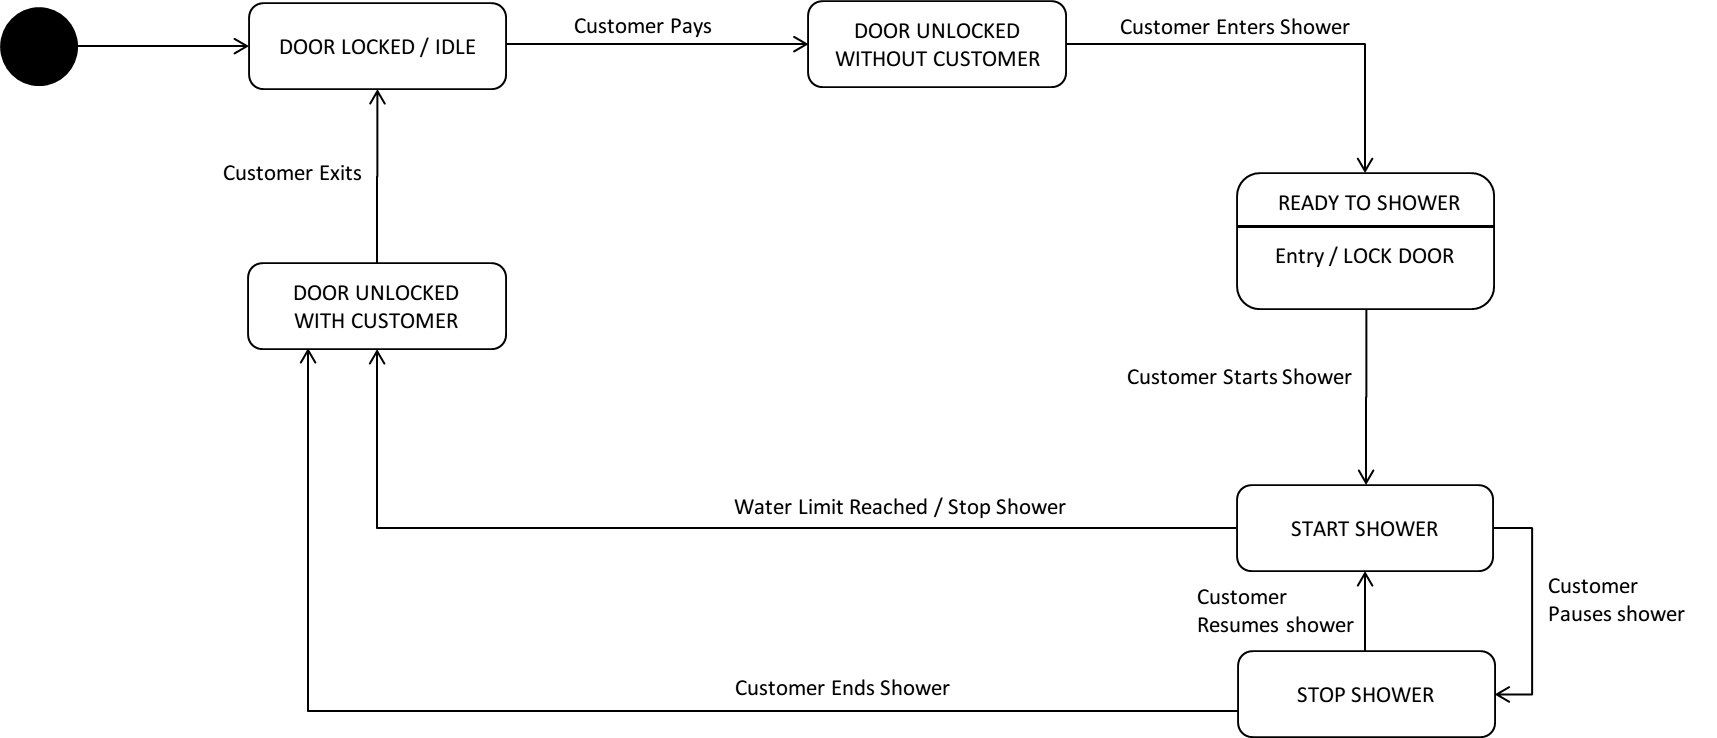 DOOR LOCKED / IDLE
Customer Pays
DOOR UNLOCKED
WITHOUT CUSTOMER
Customer Enters Shower
Customer Exits
READY TO SHOWER
Entry / LOCK DOOR
DOOR UNLOCKED
WITH CUSTOMER
Customer Starts Shower
Water Limit Reached / Stop Shower
START SHOWER
Customer
Resumes shower
Customer
Pauses shower
Customer Ends Shower
STOP SHOWER